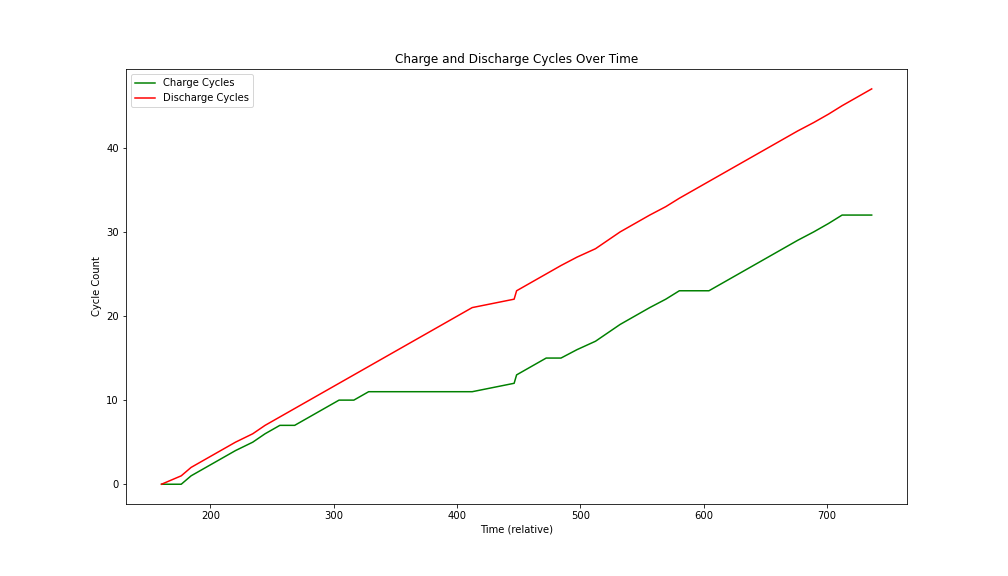 Charge and Discharge Cycles Over Time
Charge Cycles
Discharge Cycles
Cycle Count
40
30
20
10
0
200 300 400 500 600 700
Time (relative)